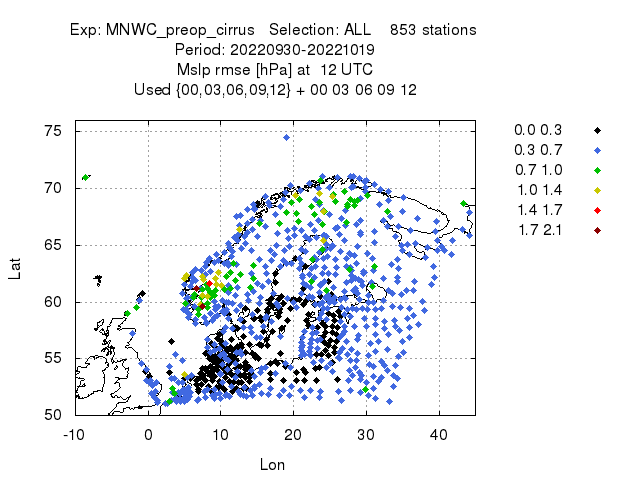 Exp: MNWC_preop_cirrus   Selection: ALL    853 stations
Period: 20220930-20221019
Mslp rmse [hPa] at  12 UTC
Used {00,03,06,09,12} + 00 03 06 09 12
0.0 0.3
0.3 0.7
0.7 1.0
1.0 1.4
1.4 1.7
1.7 2.1
75
70
65
60
55
50
Lat
-10 0 10 20 30 40
Lon